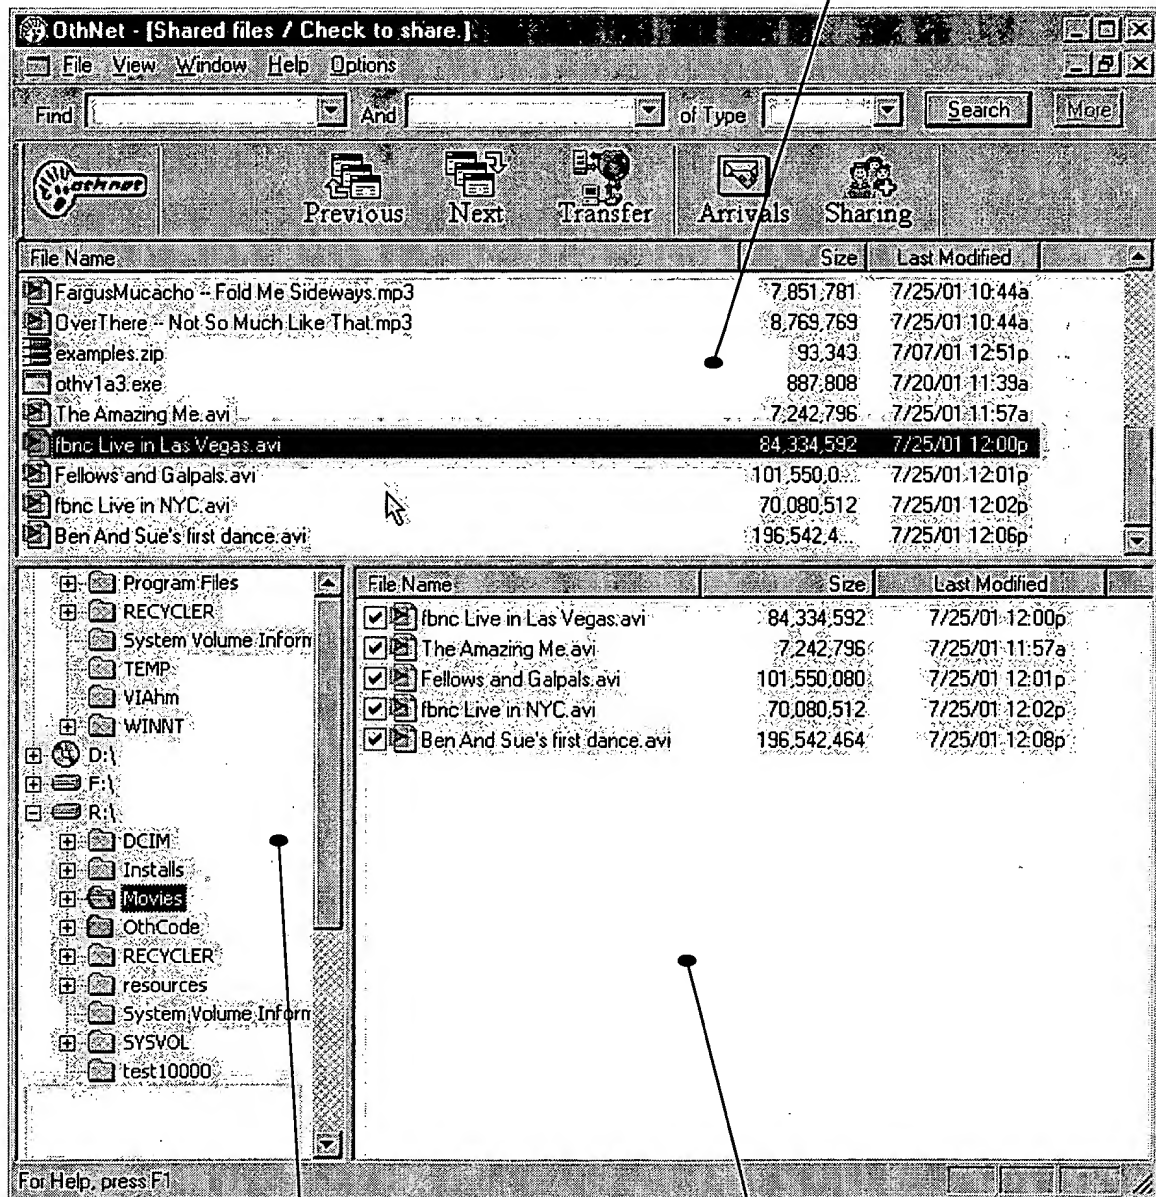 OthNet - [Shared files / Check to share.]
File View Window Help Options
Find And of Type Search More
othnet Previous Next Transfer Arrivals Sharing
File Name Size Last Modified
FargusMucacho -- Fold Me Sideways.mp3 7,851,781 7/25/01 10:44a
OverThere -- Not So Much Like That.mp3 8,769,769 7/25/01 10:44a
examples.zip 93,343 7/07/01 12:51p
othv1a3.exe 887,808 7/20/01 11:39a
The Amazing Me.avi 7,242,796 7/25/01 11:57a
fbnc Live in Las Vegas.avi 84,334,592 7/25/01 12:00p
Fellows and Galpals.avi 101,550,0... 7/25/01 12:01p
fbnc Live in NYC.avi 70,080,512 7/25/01 12:02p
Ben And Sue's first dance.avi 196,542,4... 7/25/01 12:06p
Program Files
RECYCLER
System Volume Inform
TEMP
VIAhm
WINNT
D:\
F:\
R:\
DCIM
Installs
Movies
OthCode
RECYCLER
resources
System Volume Inform
SYSVOL
test10000
File Name Size Last Modified
fbnc Live in Las Vegas.avi 84,334,592 7/25/01 12:00p
The Amazing Me.avi 7,242,796 7/25/01 11:57a
Fellows and Galpals.avi 101,550,080 7/25/01 12:01p
fbnc Live in NYC.avi 70,080,512 7/25/01 12:02p
Ben And Sue's first dance.avi 196,542,464 7/25/01 12:08p
For Help, press F1